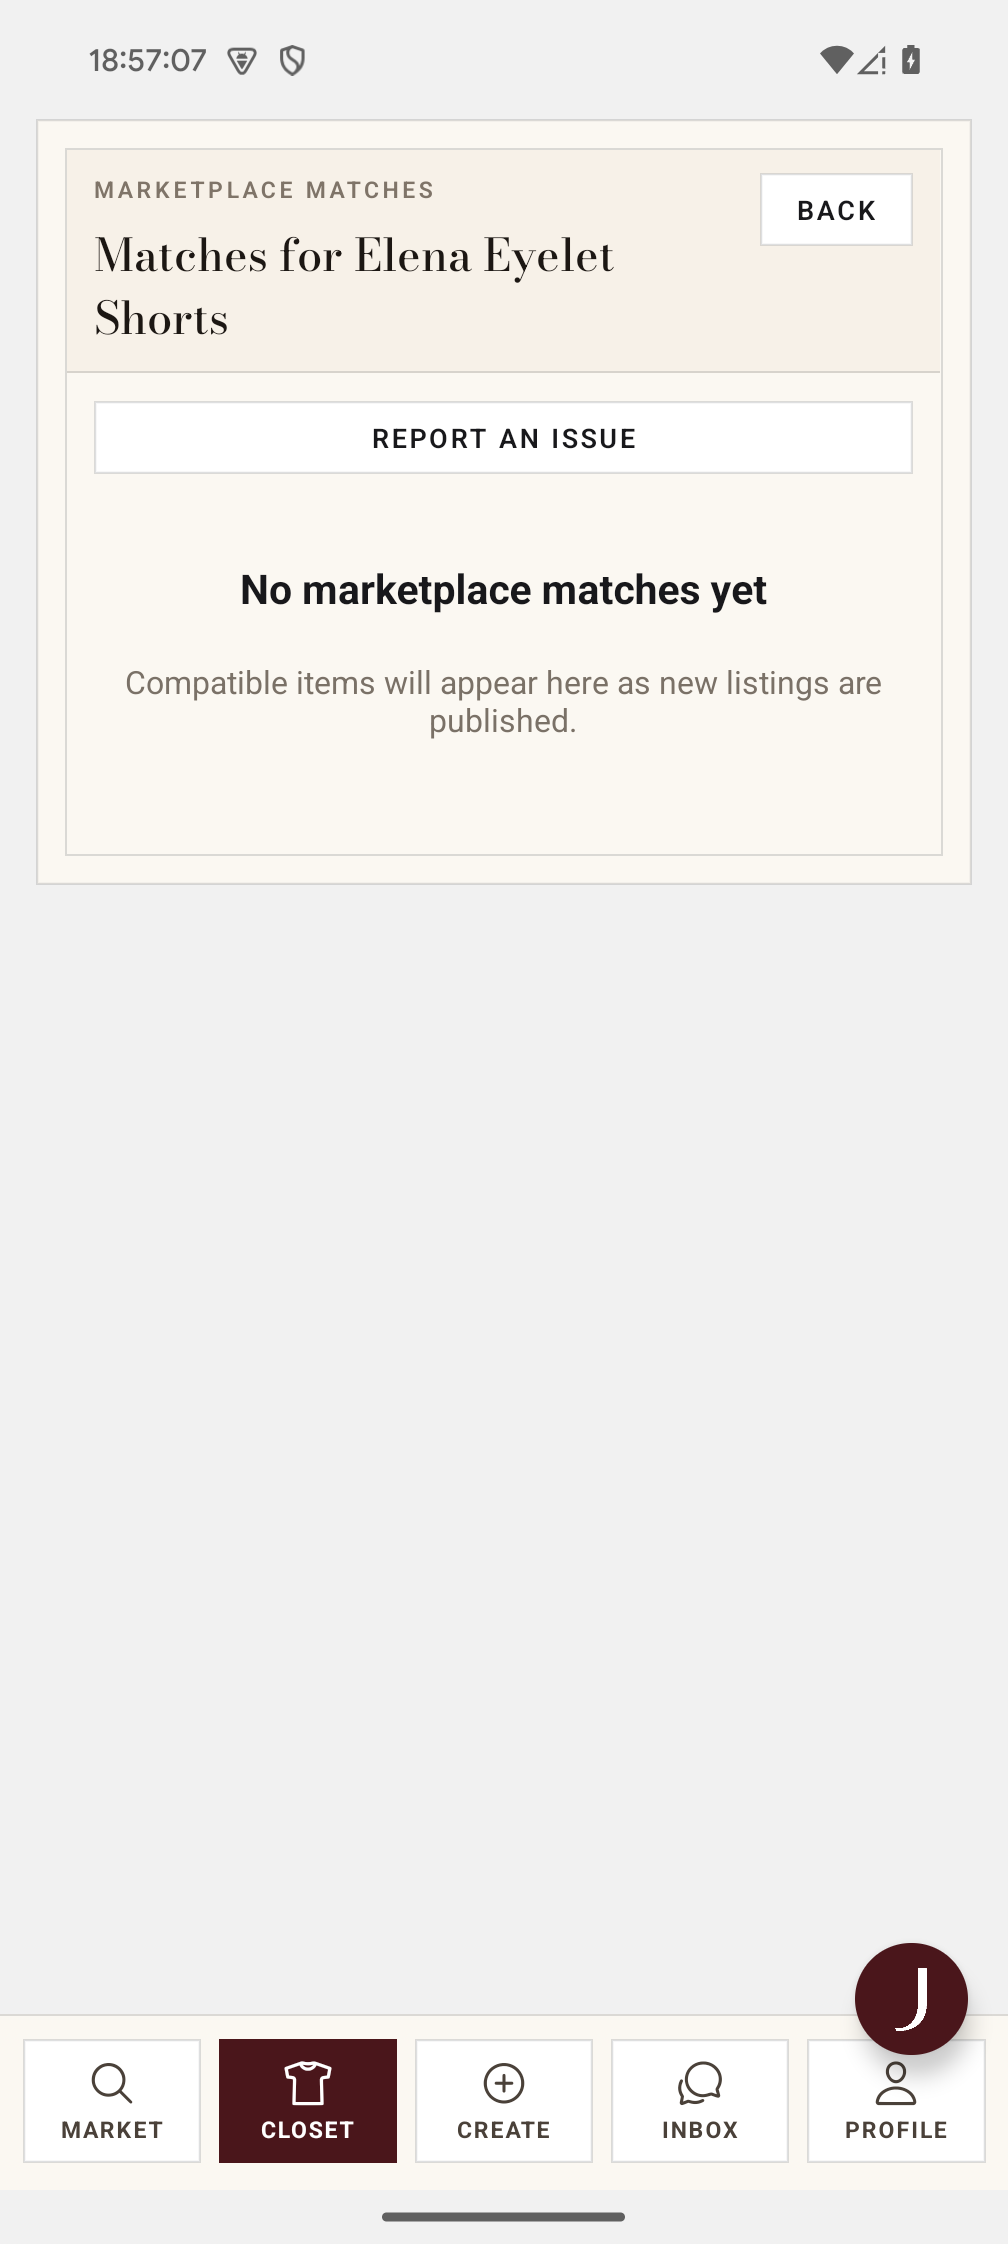 18:57:07
MARKETPLACE MATCHES
BACK
Matches for Elena Eyelet
Shorts
REPORT AN ISSUE
No marketplace matches yet
Compatible items will appear here as new listings are
published.
J
MARKET
CLOSET
CREATE
INBOX
PROFILE